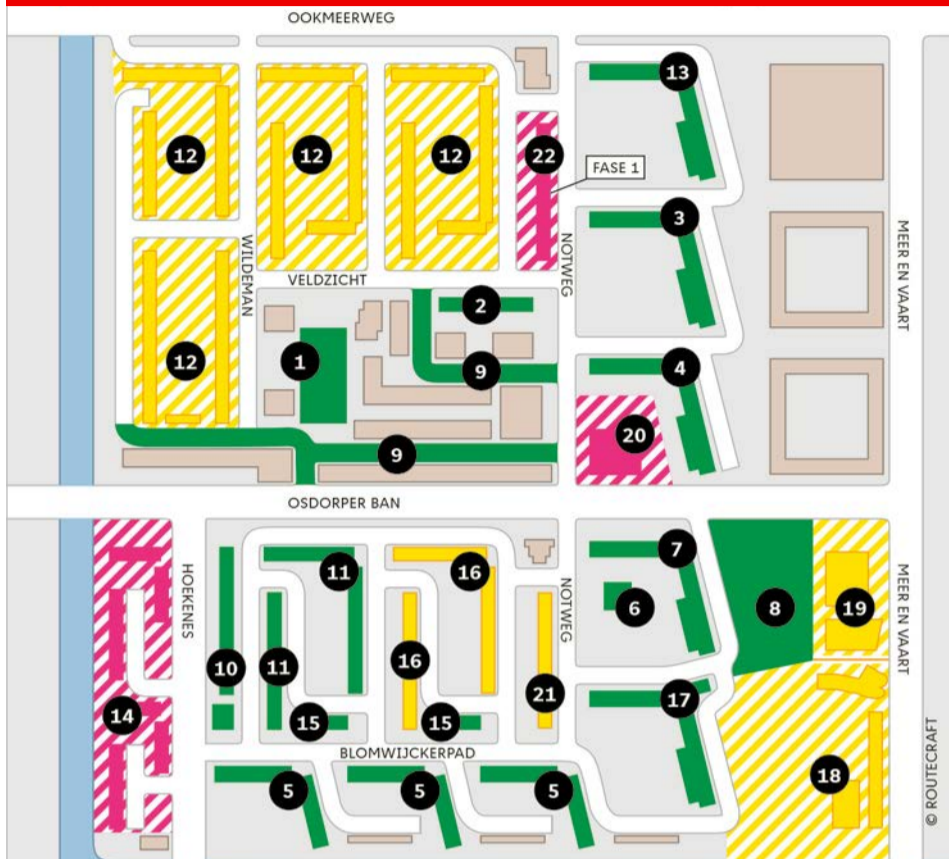 OOKMEERWEG
13
12
12
12
22
FASE 1
3
MEER EN VAART
WILDEMAN
NOTWEG
VELDZICHT
2
1
12
9
4
20
9
OSDORPER BAN
HOEKENES
11
16
7
NOTWEG
6
8
19
MEER EN VAART
10
11
16
21
17
14
15
15
BLOMWIJCKERPAD
5
5
5
18
© ROUTECRAFT